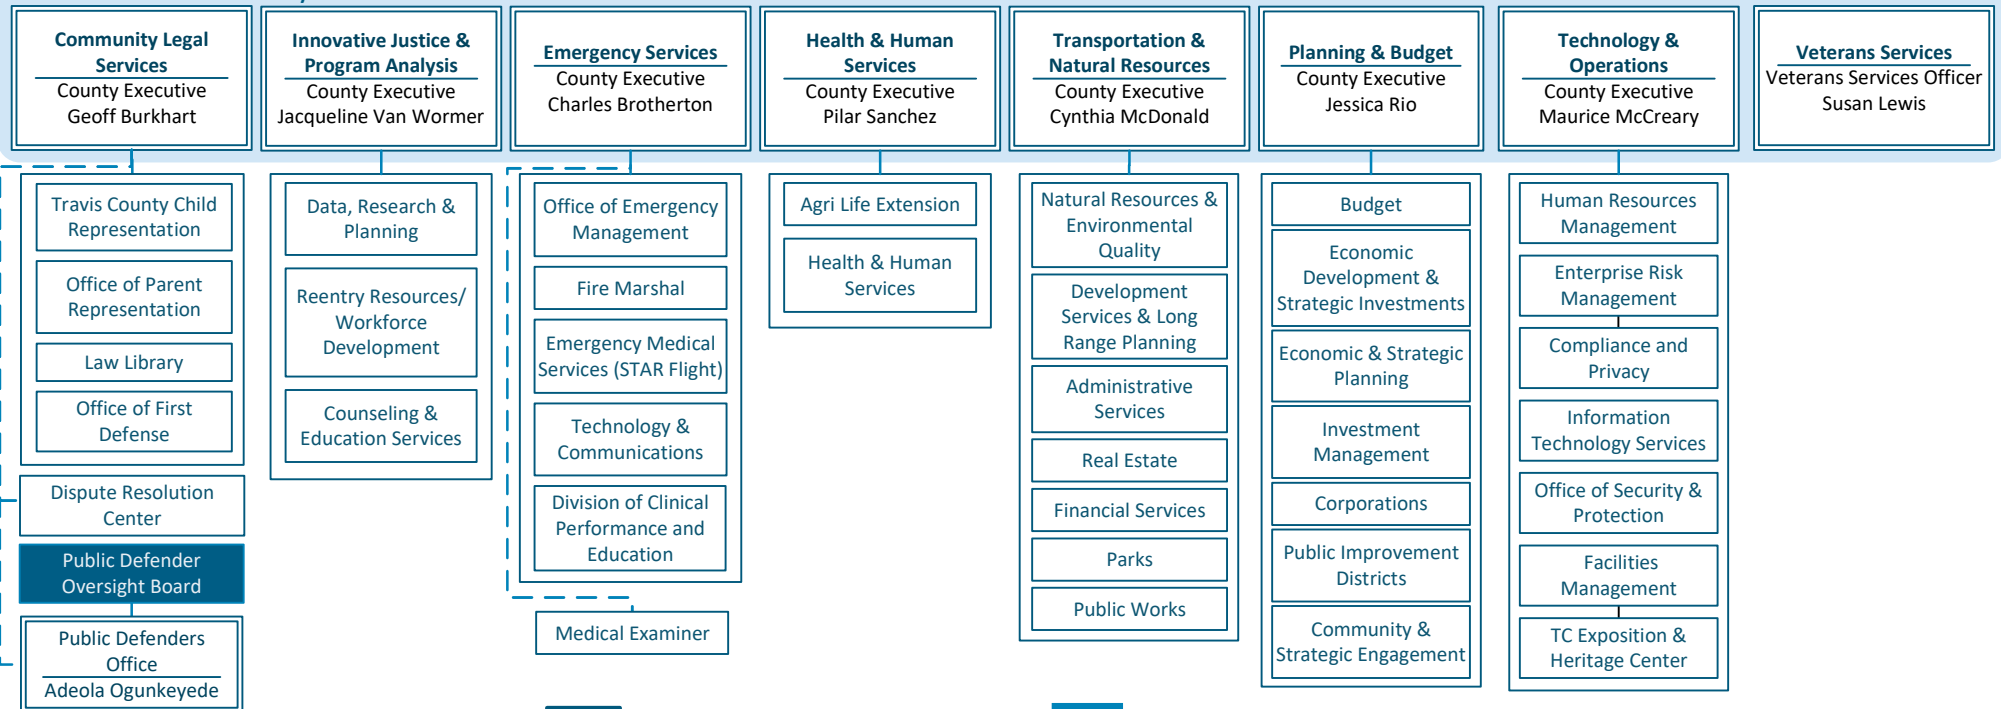 Community Legal
Services
County Executive
Geoff Burkhart
Innovative Justice &
Program Analysis
County Executive
Jacqueline Van Wormer
Emergency Services
County Executive
Charles Brotherton
Health & Human
Services
County Executive
Pilar Sanchez
Transportation &
Natural Resources
County Executive
Cynthia McDonald
Planning & Budget
County Executive
Jessica Rio
Technology &
Operations
County Executive
Maurice McCreary
Veterans Services
Veterans Services Officer
Susan Lewis
Travis County Child
Representation
Office of Parent
Representation
Law Library
Office of First
Defense
Dispute Resolution
Center
Public Defender
Oversight Board
Public Defenders
Office
Adeola Ogunkeyede
Data, Research &
Planning
Reentry Resources/
Workforce
Development
Counseling &
Education Services
Office of Emergency
Management
Fire Marshal
Emergency Medical
Services (STAR Flight)
Technology &
Communications
Division of Clinical
Performance and
Education
Medical Examiner
Agri Life Extension
Health & Human
Services
Natural Resources &
Environmental
Quality
Development
Services & Long
Range Planning
Administrative
Services
Real Estate
Financial Services
Parks
Public Works
Budget
Economic
Development &
Strategic Investments
Economic & Strategic
Planning
Investment
Management
Corporations
Public Improvement
Districts
Community &
Strategic Engagement
Human Resources
Management
Enterprise Risk
Management
Compliance and
Privacy
Information
Technology Services
Office of Security &
Protection
Facilities
Management
TC Exposition &
Heritage Center